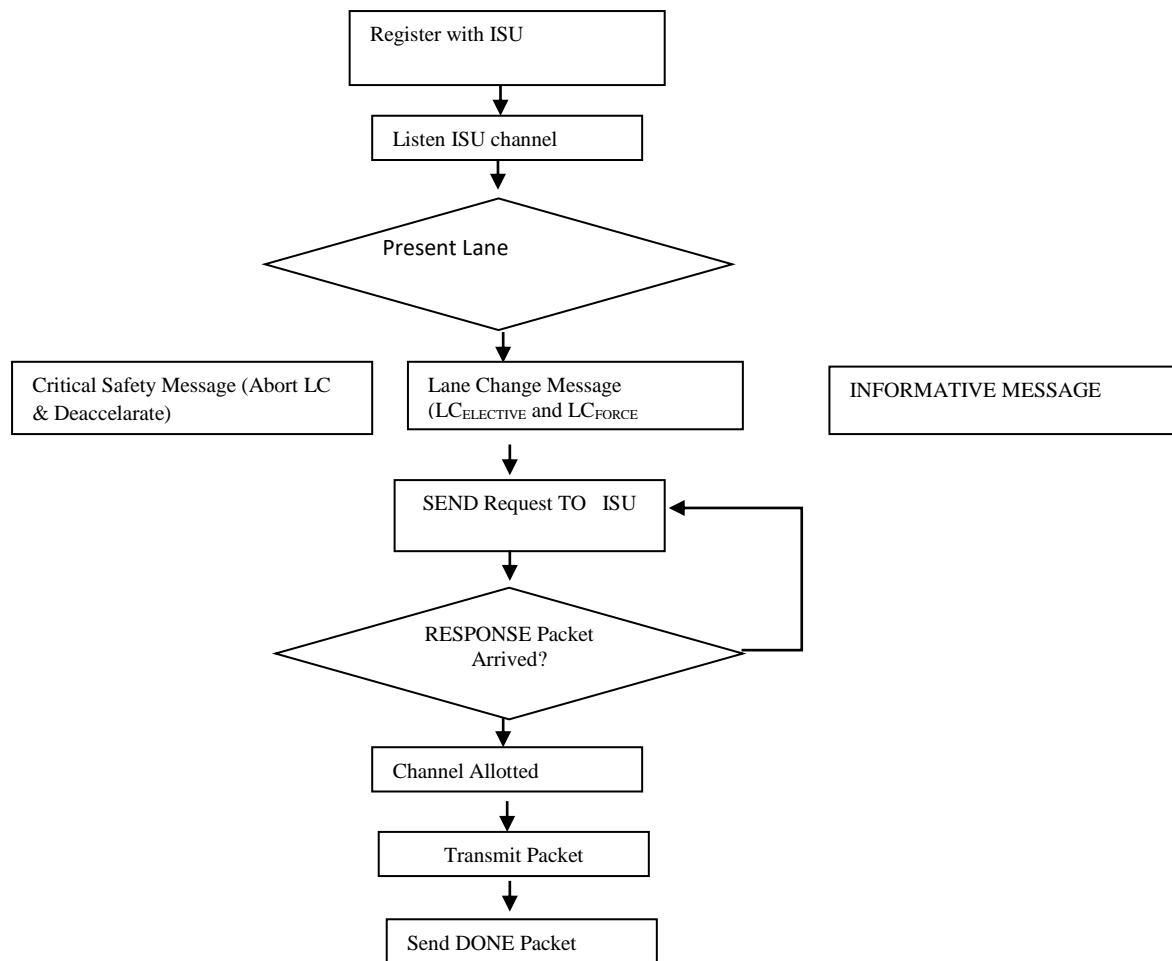 Register with ISU
Listen ISU channel
Present Lane
Critical Safety Message (Abort LC
& Deaccelarate)
Lane Change Message
(LCELECTIVE and LCFORCE
INFORMATIVE MESSAGE
SEND Request TO ISU
RESPONSE Packet
Arrived?
Channel Allotted
Transmit Packet
Send DONE Packet